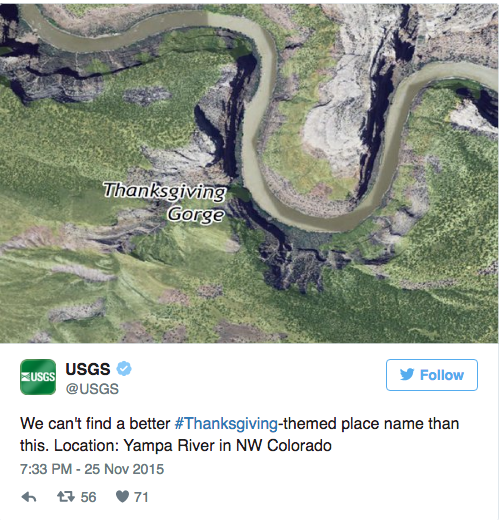 Thanksgiving
Gorge
USGS
USGS
@USGS
Follow
We can't find a better #Thanksgiving-themed place name than
this. Location: Yampa River in NW Colorado
7:33 PM - 25 Nov 2015
56 71